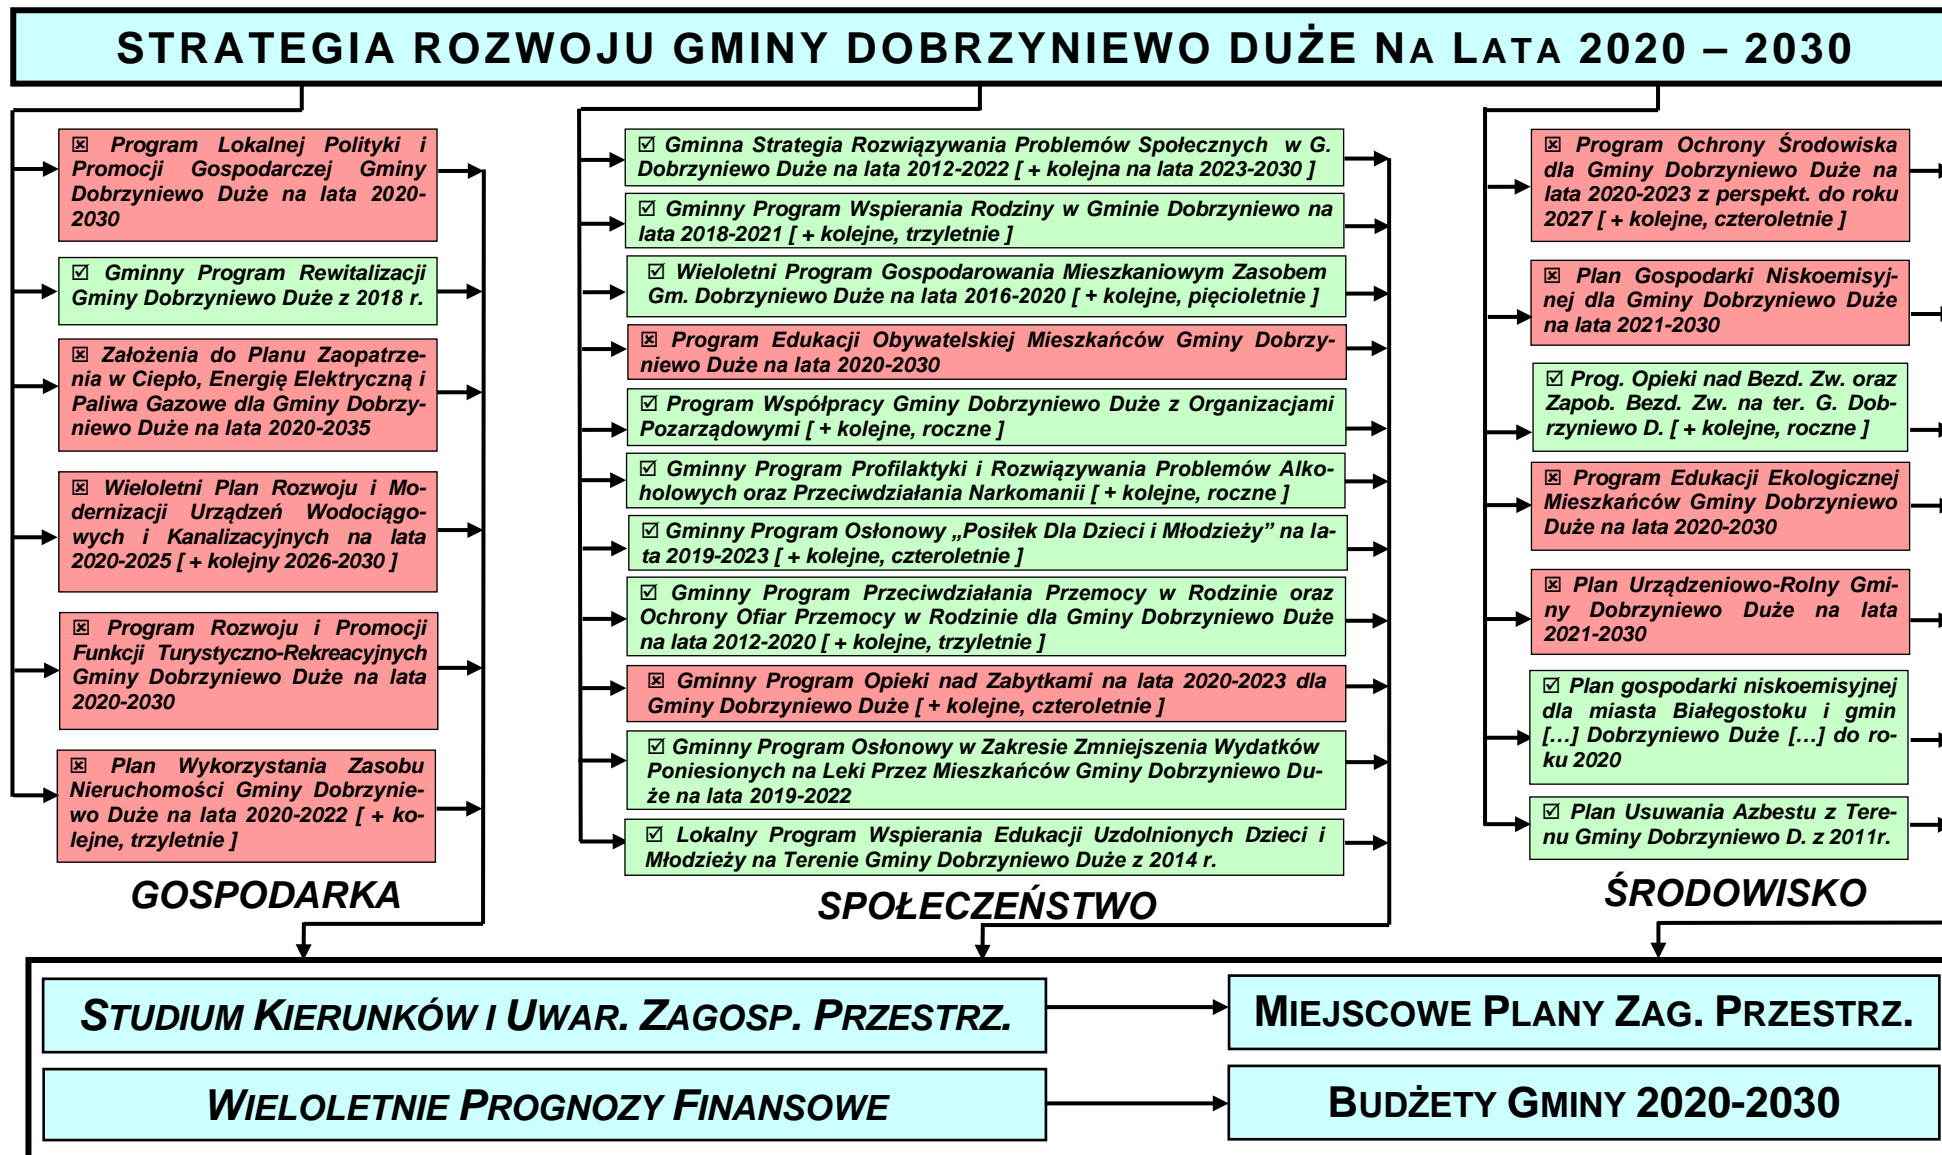 STRATEGIA ROZWOJU GMINY DOBRZYNIEWO DUŻE NA LATA 2020 – 2030
☒ Program Lokalnej Polityki i
Promocji Gospodarczej Gminy
Dobrzyniewo Duże na lata 2020-
2030
☑ Gminny Program Rewitalizacji
Gminy Dobrzyniewo Duże z 2018 r.
☒ Założenia do Planu Zaopatrze-
nia w Ciepło, Energię Elektryczną i
Paliwa Gazowe dla Gminy Dobrzy-
niewo Duże na lata 2020-2035
☒ Wieloletni Plan Rozwoju i Mo-
dernizacji Urządzeń Wodociągo-
wych i Kanalizacyjnych na lata
2020-2025 [ + kolejny 2026-2030 ]
☒ Program Rozwoju i Promocji
Funkcji Turystyczno-Rekreacyjnych
Gminy Dobrzyniewo Duże na lata
2020-2030
☒ Plan Wykorzystania Zasobu
Nieruchomości Gminy Dobrzynie-
wo Duże na lata 2020-2022 [ + ko-
lejne, trzyletnie ]
GOSPODARKA
☑ Gminna Strategia Rozwiązywania Problemów Społecznych w G.
Dobrzyniewo Duże na lata 2012-2022 [ + kolejna na lata 2023-2030 ]
☑ Gminny Program Wspierania Rodziny w Gminie Dobrzyniewo na
lata 2018-2021 [ + kolejne, trzyletnie ]
☑ Wieloletni Program Gospodarowania Mieszkaniowym Zasobem
Gm. Dobrzyniewo Duże na lata 2016-2020 [ + kolejne, pięcioletnie ]
☒ Program Edukacji Obywatelskiej Mieszkańców Gminy Dobrzy-
niewo Duże na lata 2020-2030
☑ Program Współpracy Gminy Dobrzyniewo Duże z Organizacjami
Pozarządowymi [ + kolejne, roczne ]
☑ Gminny Program Profilaktyki i Rozwiązywania Problemów Alko-
holowych oraz Przeciwdziałania Narkomanii [ + kolejne, roczne ]
☑ Gminny Program Osłonowy „Posiłek Dla Dzieci i Młodzieży” na la-
ta 2019-2023 [ + kolejne, czteroletnie ]
☑ Gminny Program Przeciwdziałania Przemocy w Rodzinie oraz
Ochrony Ofiar Przemocy w Rodzinie dla Gminy Dobrzyniewo Duże
na lata 2012-2020 [ + kolejne, trzyletnie ]
☒ Gminny Program Opieki nad Zabytkami na lata 2020-2023 dla
Gminy Dobrzyniewo Duże [ + kolejne, czteroletnie ]
☑ Gminny Program Osłonowy w Zakresie Zmniejszenia Wydatków
Poniesionych na Leki Przez Mieszkańców Gminy Dobrzyniewo Du-
że na lata 2019-2022
☑ Lokalny Program Wspierania Edukacji Uzdolnionych Dzieci i
Młodzieży na Terenie Gminy Dobrzyniewo Duże z 2014 r.
SPOŁECZEŃSTWO
☒ Program Ochrony Środowiska
dla Gminy Dobrzyniewo Duże na
lata 2020-2023 z perspekt. do roku
2027 [ + kolejne, czteroletnie ]
☒ Plan Gospodarki Niskoemisyj-
nej dla Gminy Dobrzyniewo Duże
na lata 2021-2030
☑ Prog. Opieki nad Bezd. Zw. oraz
Zapob. Bezd. Zw. na ter. G. Dob-
rzyniewo D. [ + kolejne, roczne ]
☒ Program Edukacji Ekologicznej
Mieszkańców Gminy Dobrzyniewo
Duże na lata 2020-2030
☒ Plan Urządzeniowo-Rolny Gmi-
ny Dobrzyniewo Duże na lata
2021-2030
☑ Plan gospodarki niskoemisyjnej
dla miasta Białegostoku i gmin
[…] Dobrzyniewo Duże […] do ro-
ku 2020
☑ Plan Usuwania Azbestu z Tere-
nu Gminy Dobrzyniewo D. z 2011r.
ŚRODOWISKO
STUDIUM KIERUNKÓW I UWAR. ZAGOSP. PRZESTRZ.
MIEJSCOWE PLANY ZAG. PRZESTRZ.
WIELOLETNIE PROGNOZY FINANSOWE
BUDŻETY GMINY 2020-2030